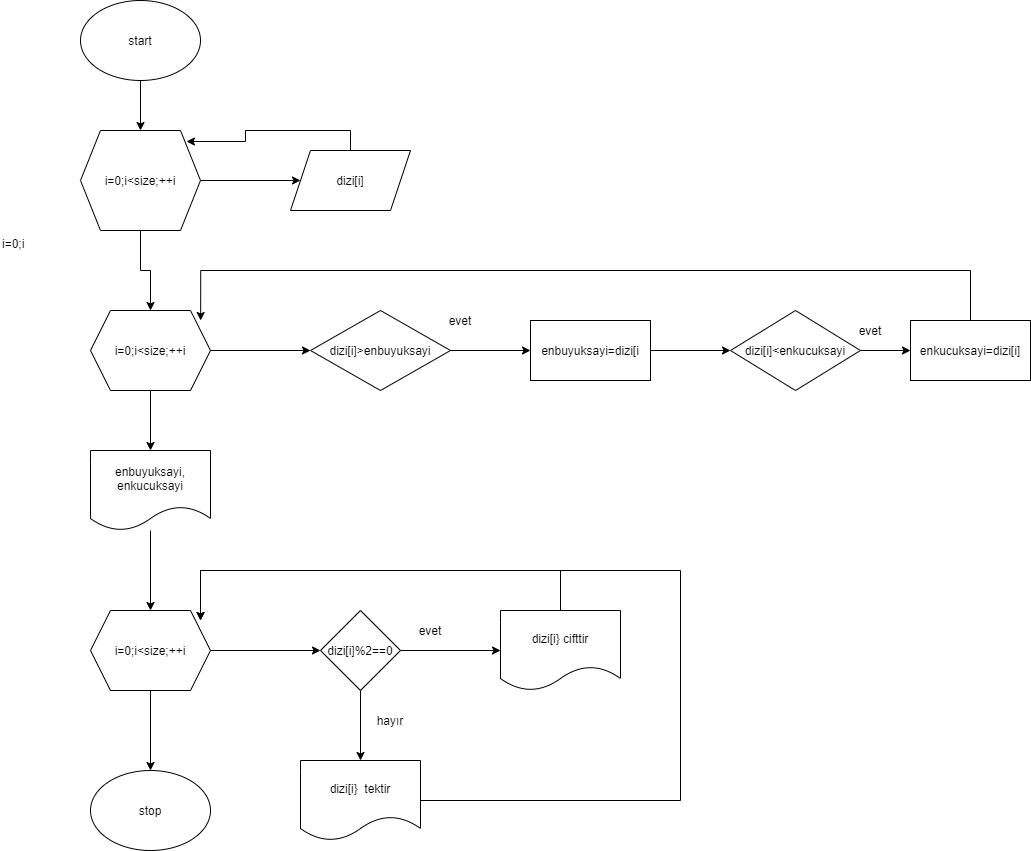 start
i=0;i<size;++i
dizi[i]
i=0;i
i=0;i<size;++i
dizi[i]>enbuyuksayi
evet
enbuyuksayi=dizi[i
dizi[i]<enkucuksayi
evet
enkucuksayi=dizi[i]
enbuyuksayi,
enkucuksayi
i=0;i<size;++i
dizi[i]%2==0
evet
dizi[i} cifttir
hayır
dizi[i}  tektir
stop